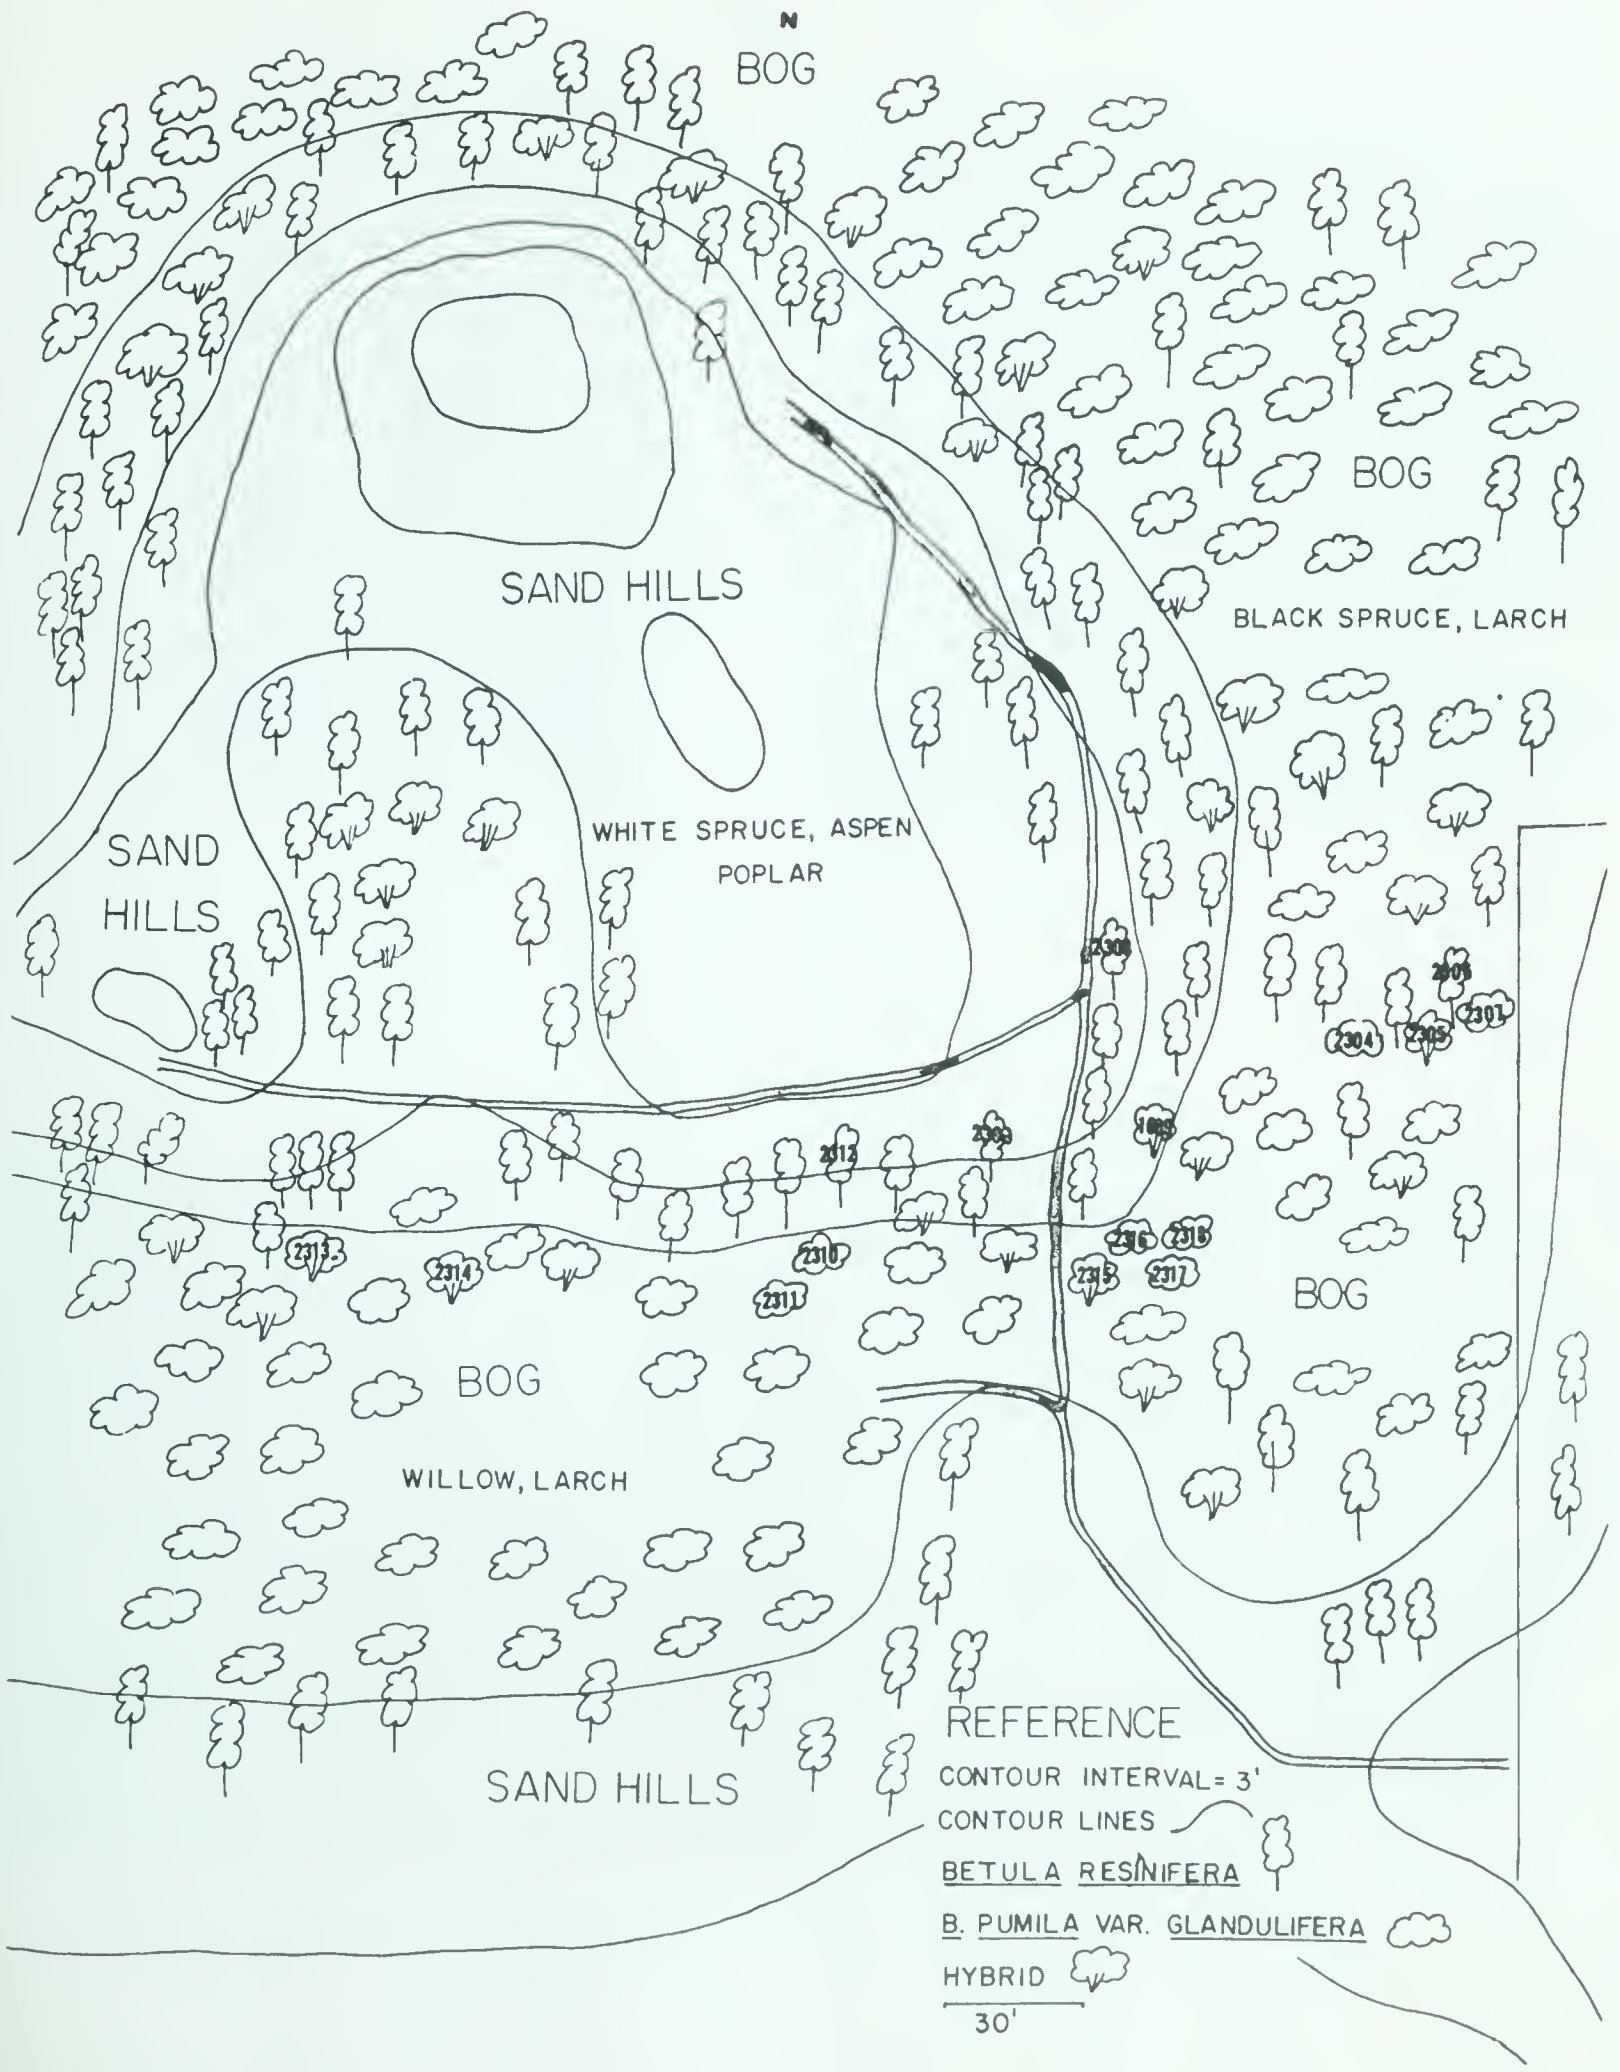 N
BOG
BOG
SAND HILLS
BLACK SPRUCE, LARCH
WHITE SPRUCE, ASPEN
POPLAR
SAND
HILLS
2307
2304
2305
2309
2312
2313
2314
2310
2311
2316
2318
2315
2317
BOG
BOG
WILLOW, LARCH
SAND HILLS
REFERENCE
CONTOUR INTERVAL= 3'
CONTOUR LINES
BETULA RESINIFERA
B. PUMILA VAR. GLANDULIFERA
HYBRID
30'